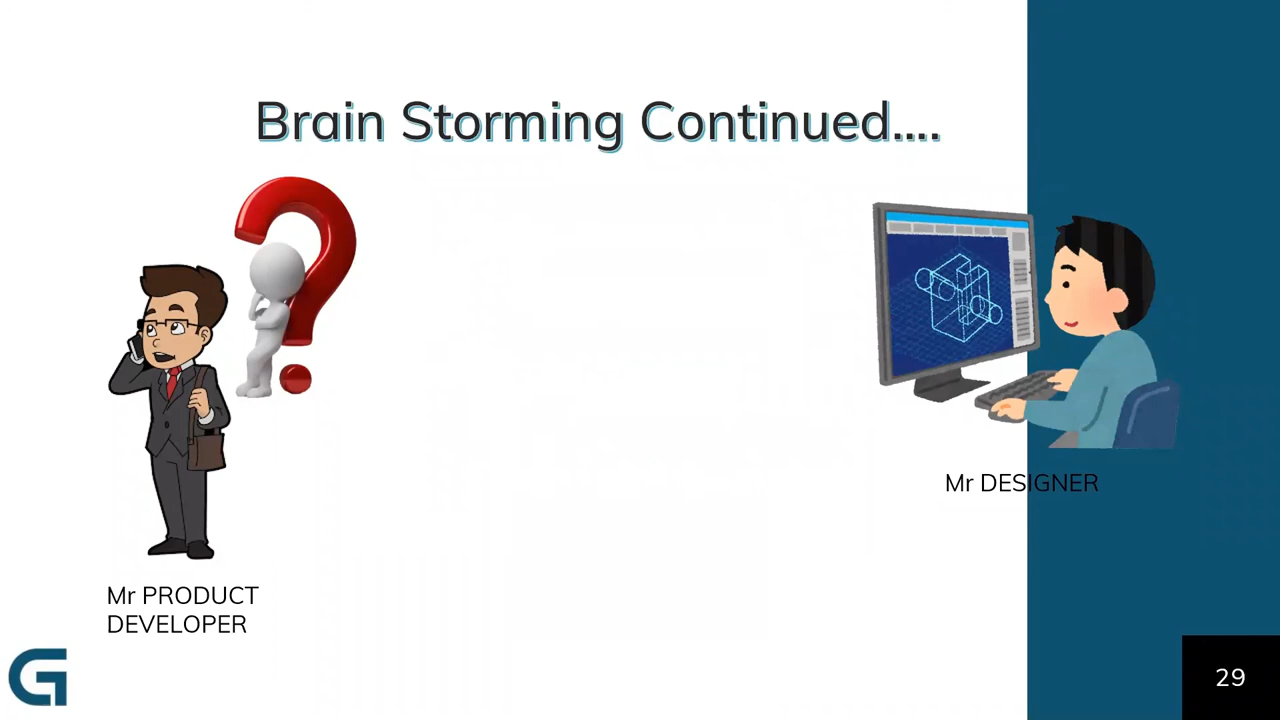 Brain Storming Continued....
Mr DESIGNER
Mr PRODUCT
DEVELOPER
29